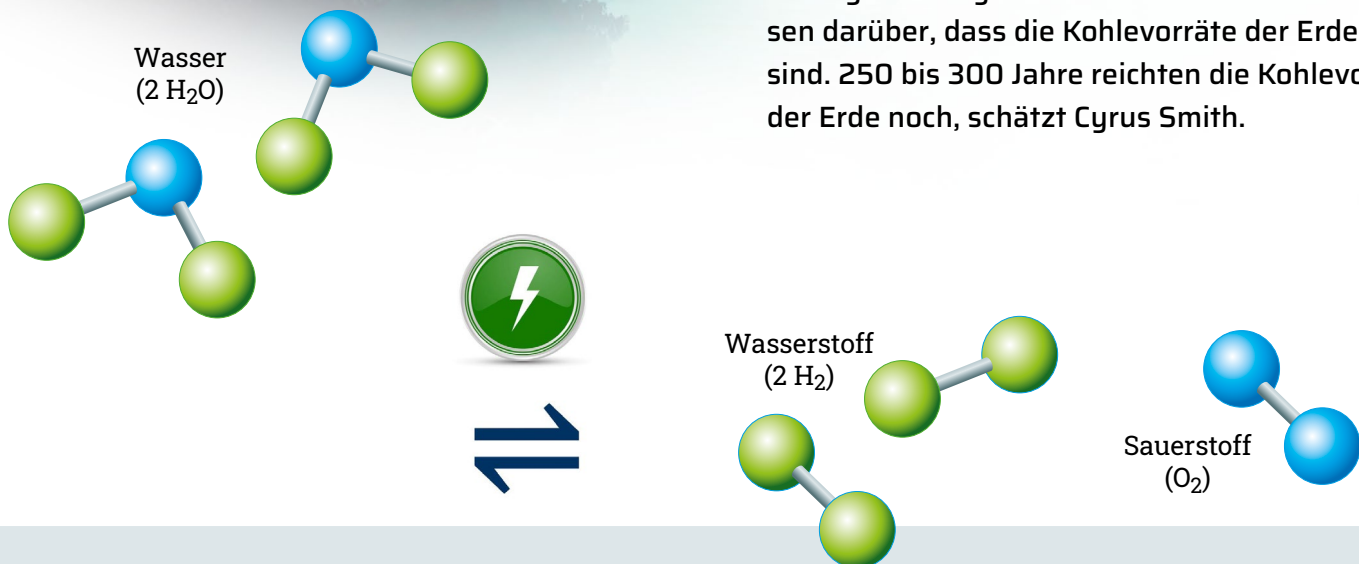 sen darüber, dass die Kohlevorräte der Erde
sind. 250 bis 300 Jahre reichten die Kohlevo
der Erde noch, schätzt Cyrus Smith.
Wasser
(2 H₂O)
Wasserstoff
(2 H₂)
Sauerstoff
(O₂)